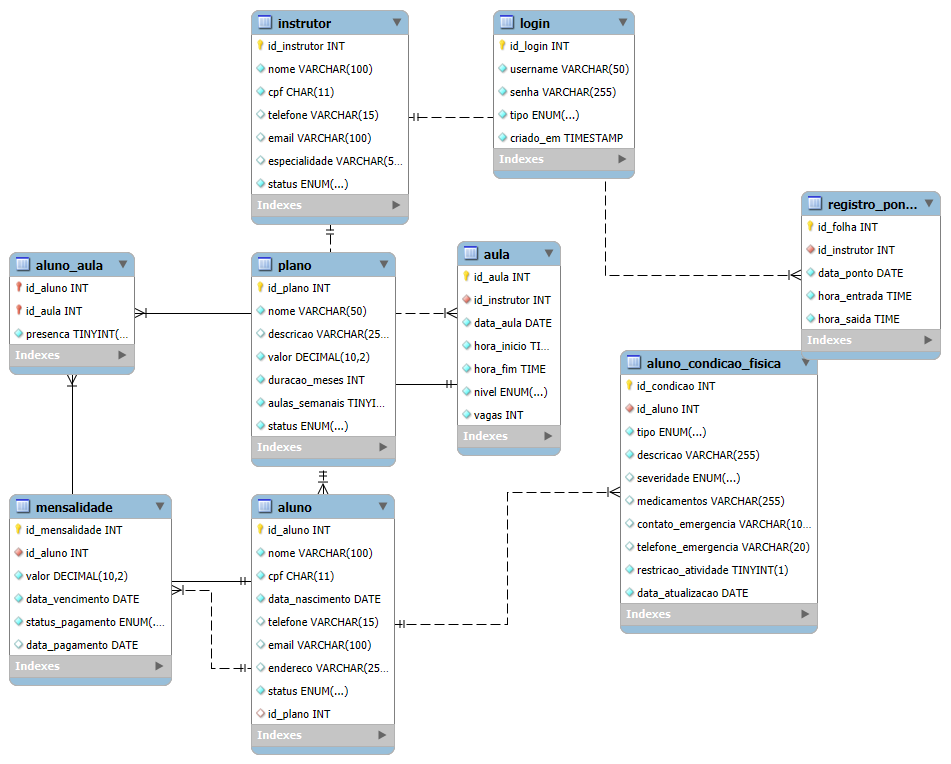 instrutor
id_instrutor INT
nome VARCHAR(100)
cpf CHAR(11)
telefone VARCHAR(15)
email VARCHAR(100)
especialidade VARCHAR(5...
status ENUM(...)
Indexes
login
id_login INT
username VARCHAR(50)
senha VARCHAR(255)
tipo ENUM(...)
criado_em TIMESTAMP
Indexes
registro_pon...
id_folha INT
id_instrutor INT
data_ponto DATE
hora_entrada TIME
hora_saida TIME
Indexes
aluno_aula
id_aluno INT
id_aula INT
presenca TINYINT(...
Indexes
plano
id_plano INT
nome VARCHAR(50)
descricao VARCHAR(25...
valor DECIMAL(10,2)
duracao_meses INT
aulas_semanais TINYI...
status ENUM(...)
Indexes
aula
id_aula INT
id_instrutor INT
data_aula DATE
hora_inicio TI...
hora_fim TIME
nivel ENUM(...)
vagas INT
Indexes
aluno_condicao_fisica
id_condicao INT
id_aluno INT
tipo ENUM(...)
descricao VARCHAR(255)
severidade ENUM(...)
medicamentos VARCHAR(255)
contato_emergencia VARCHAR(10...
telefone_emergencia VARCHAR(20)
restricao_atividade TINYINT(1)
data_atualizacao DATE
Indexes
mensalidade
id_mensalidade INT
id_aluno INT
valor DECIMAL(10,2)
data_vencimento DATE
status_pagamento ENUM(...
data_pagamento DATE
Indexes
aluno
id_aluno INT
nome VARCHAR(100)
cpf CHAR(11)
data_nascimento DATE
telefone VARCHAR(15)
email VARCHAR(100)
endereco VARCHAR(25...
status ENUM(...)
id_plano INT
Indexes